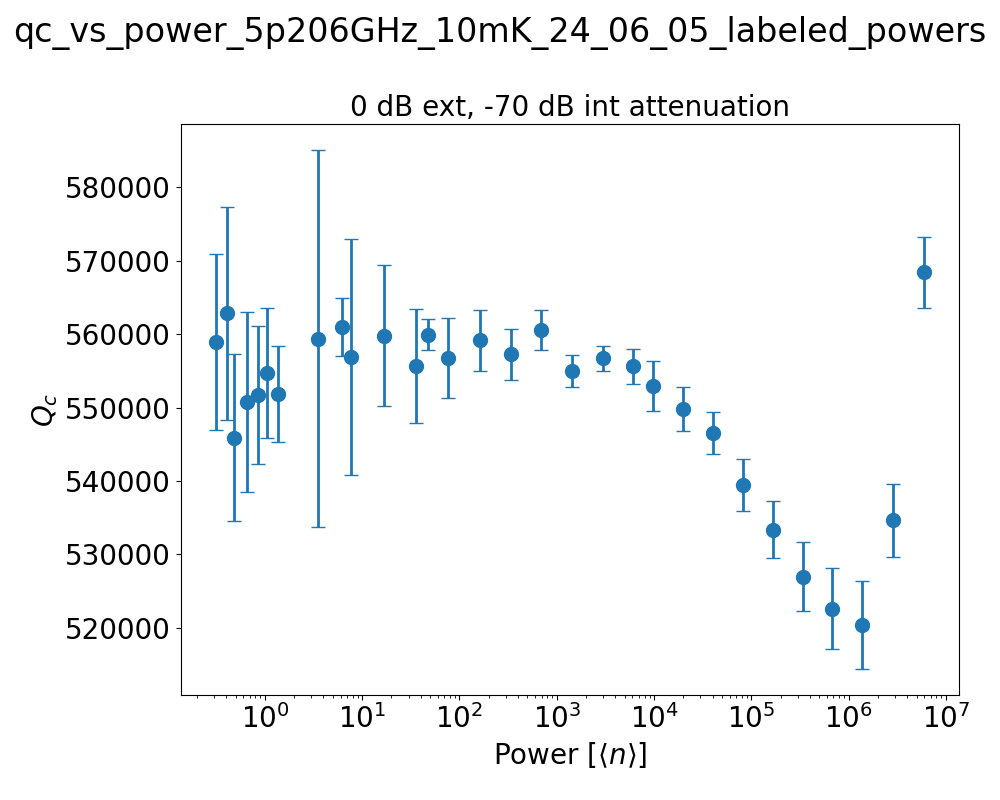 qc_vs_power_5p206GHz_10mK_24_06_05_labeled_powers
0 dB ext, -70 dB int attenuation
580000
570000
560000
550000
540000
530000
520000
Q_c
10^0 10^1 10^2 10^3 10^4 10^5 10^6 10^7
Power [⟨n⟩]